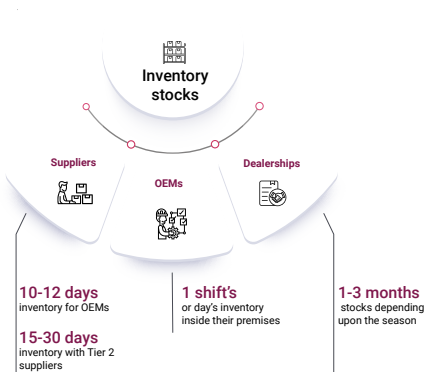 Inventory
stocks
Suppliers
OEMs
Dealerships
10-12 days
inventory for OEMs
15-30 days
inventory with Tier 2
suppliers
1 shift's
or day's inventory
inside their premises
1-3 months
stocks depending
upon the season